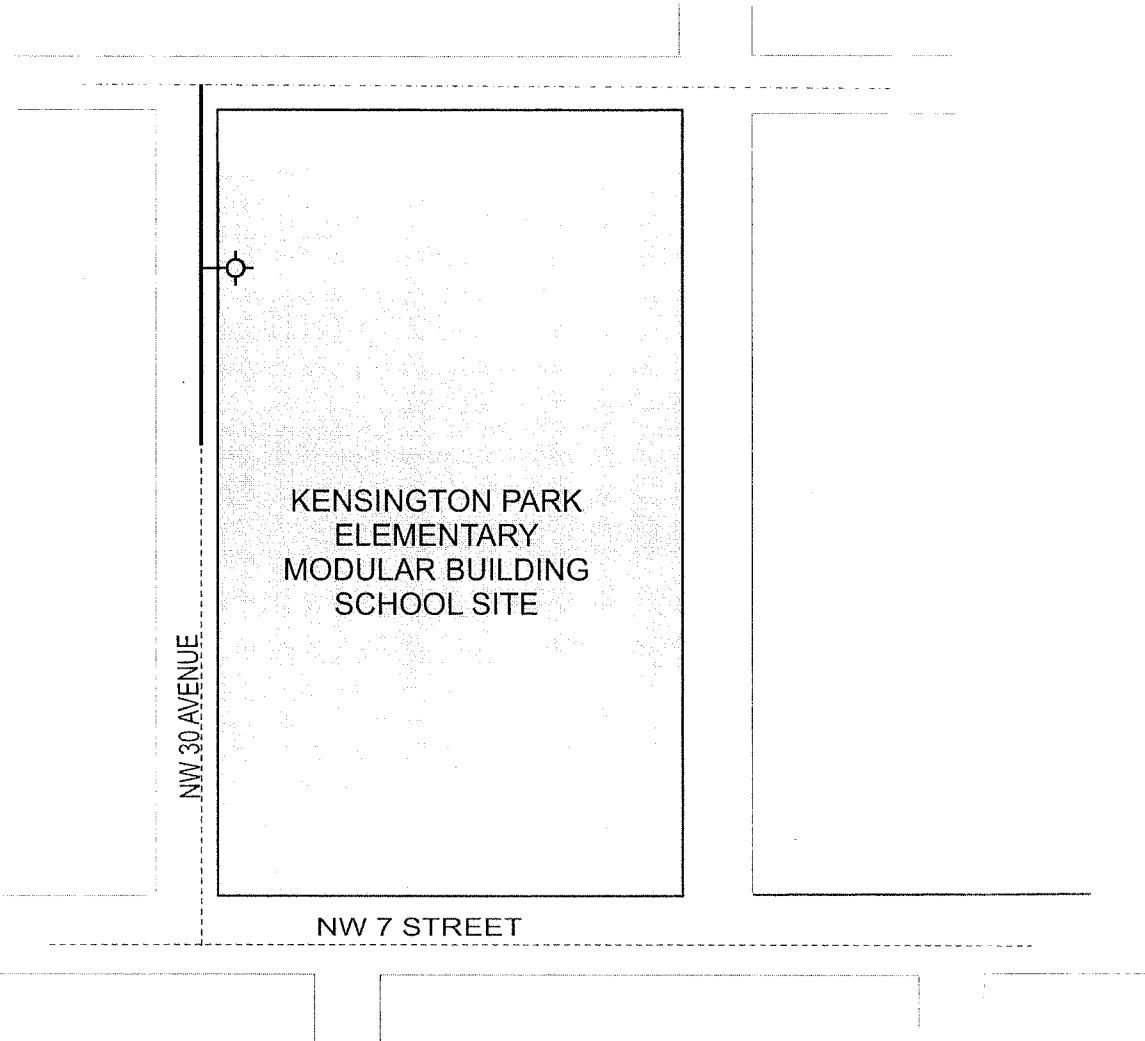 KENSINGTON PARK
ELEMENTARY
MODULAR BUILDING
SCHOOL SITE
NW 30 AVENUE
NW 7 STREET